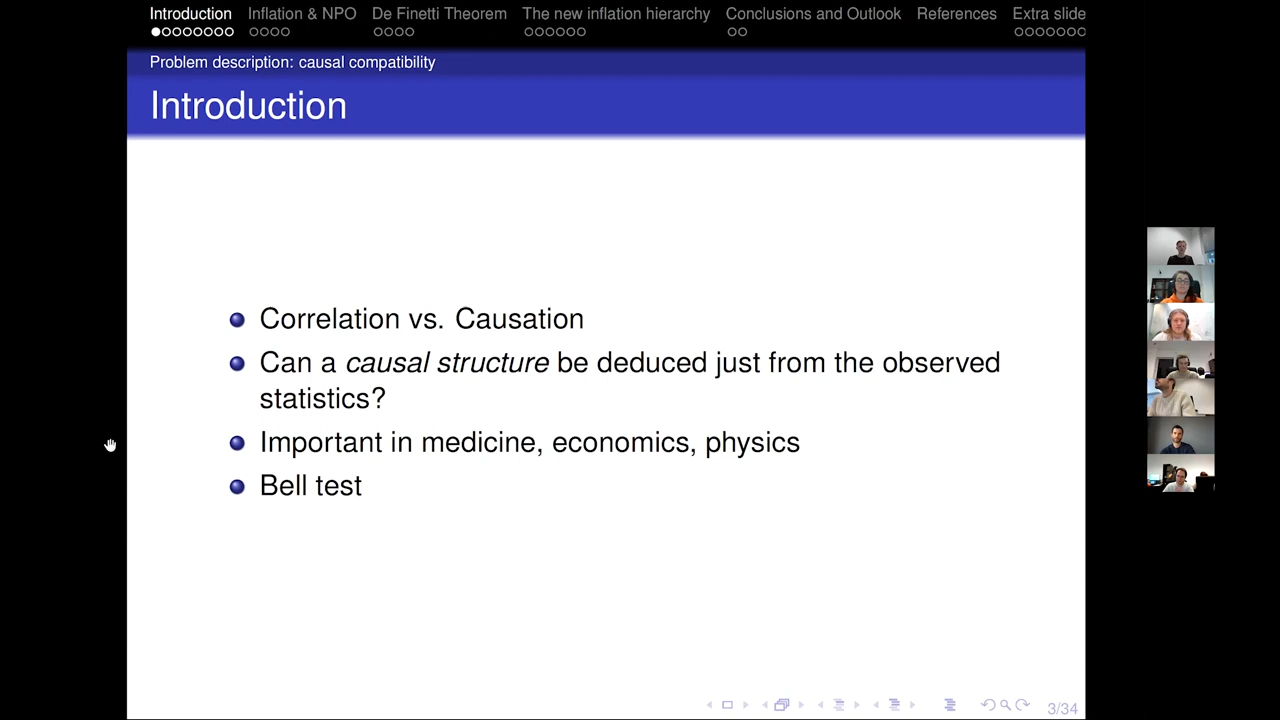 Introduction Inflation & NPO De Finetti Theorem The new inflation hierarchy Conclusions and Outlook References Extra slide
Problem description: causal compatibility
Introduction
Correlation vs. Causation
Can a causal structure be deduced just from the observed
statistics?
Important in medicine, economics, physics
Bell test
3/34